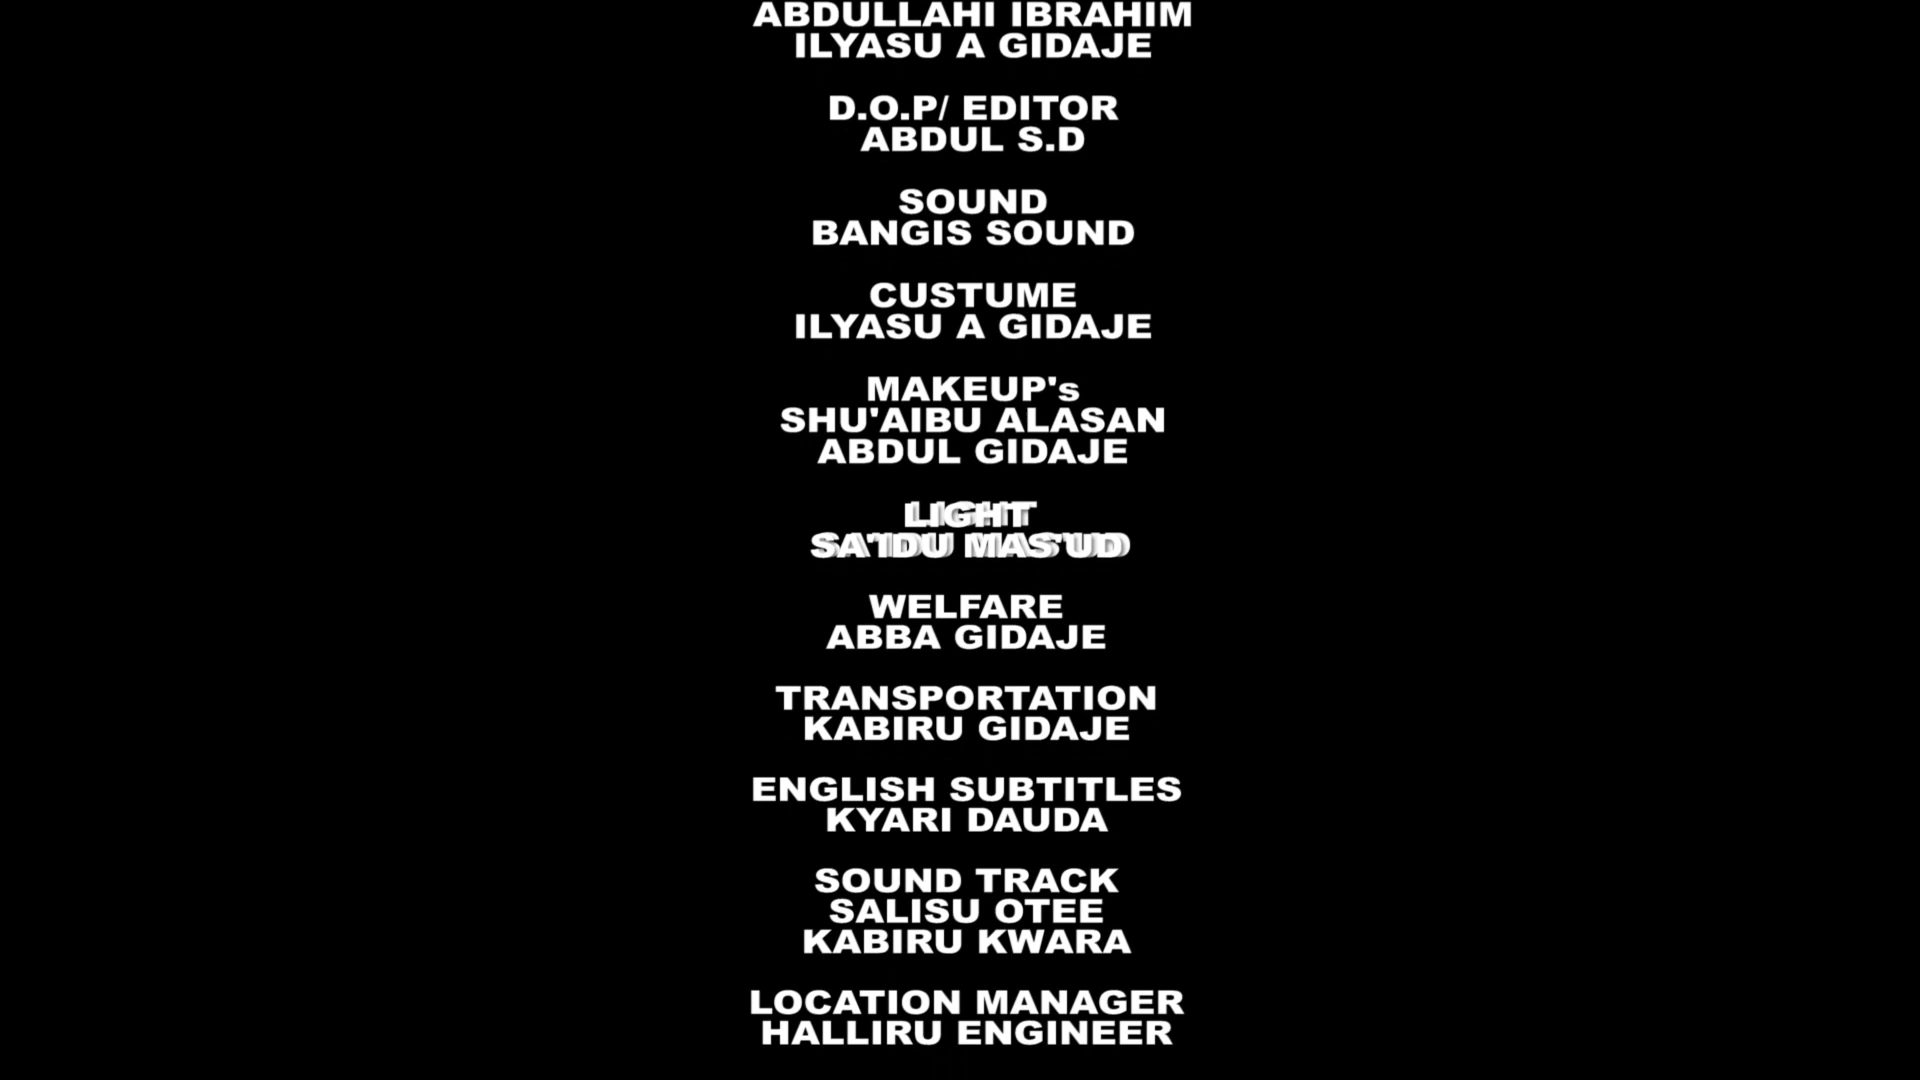 ABDULLAHI IBRAHIM
ILYASU A GIDAJE
D.O.P/ EDITOR
ABDUL S.D
SOUND
BANGIS SOUND
CUSTUME
ILYASU A GIDAJE
MAKEUP's
SHU'AIBU ALASAN
ABDUL GIDAJE
LIGHT
SA'IDU MAS'UD
WELFARE
ABBA GIDAJE
TRANSPORTATION
KABIRU GIDAJE
ENGLISH SUBTITLES
KYARI DAUDA
SOUND TRACK
SALISU OTEE
KABIRU KWARA
LOCATION MANAGER
HALLIRU ENGINEER